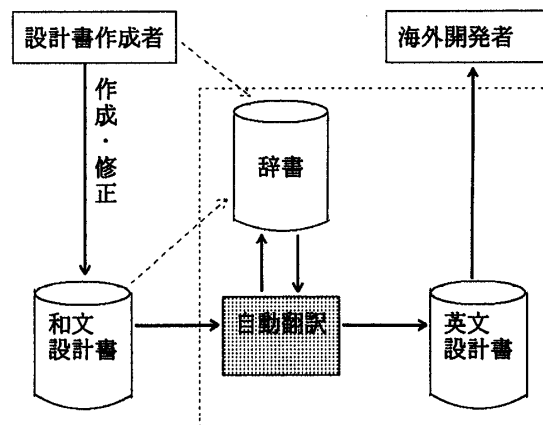 設計書作成者
海外開発者
作成・修正
辞書
和文
設計書
自動翻訳
英文
設計書